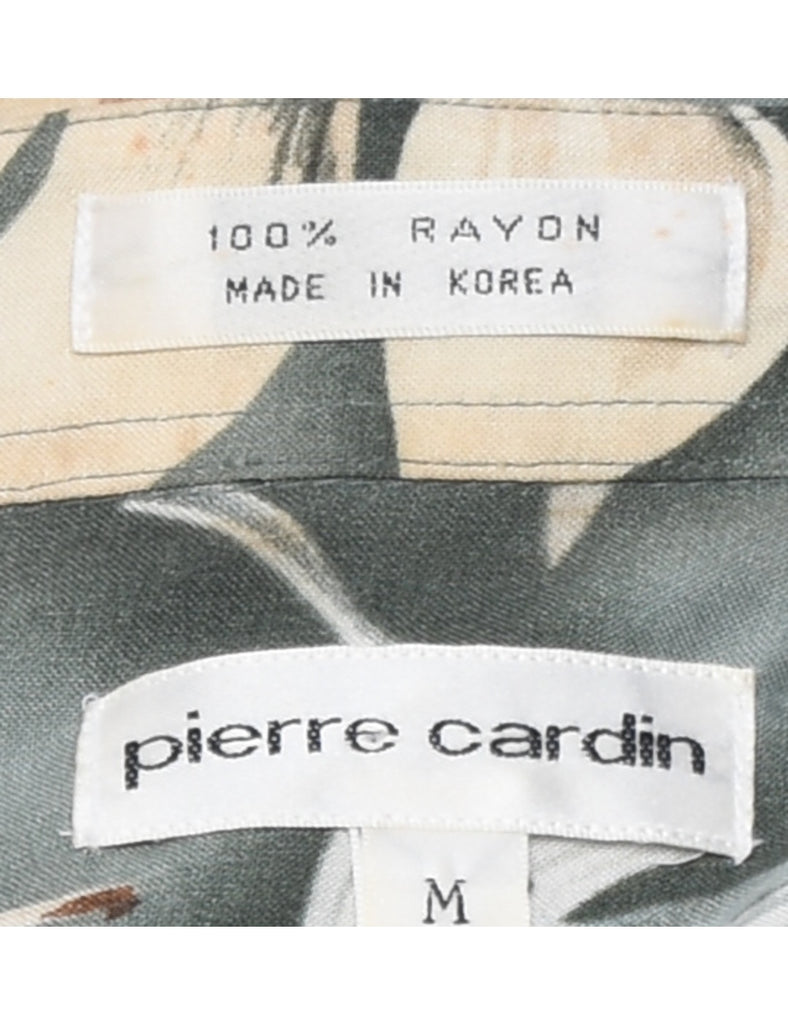 100% RAYON
MADE IN KOREA
pierre cardin
M